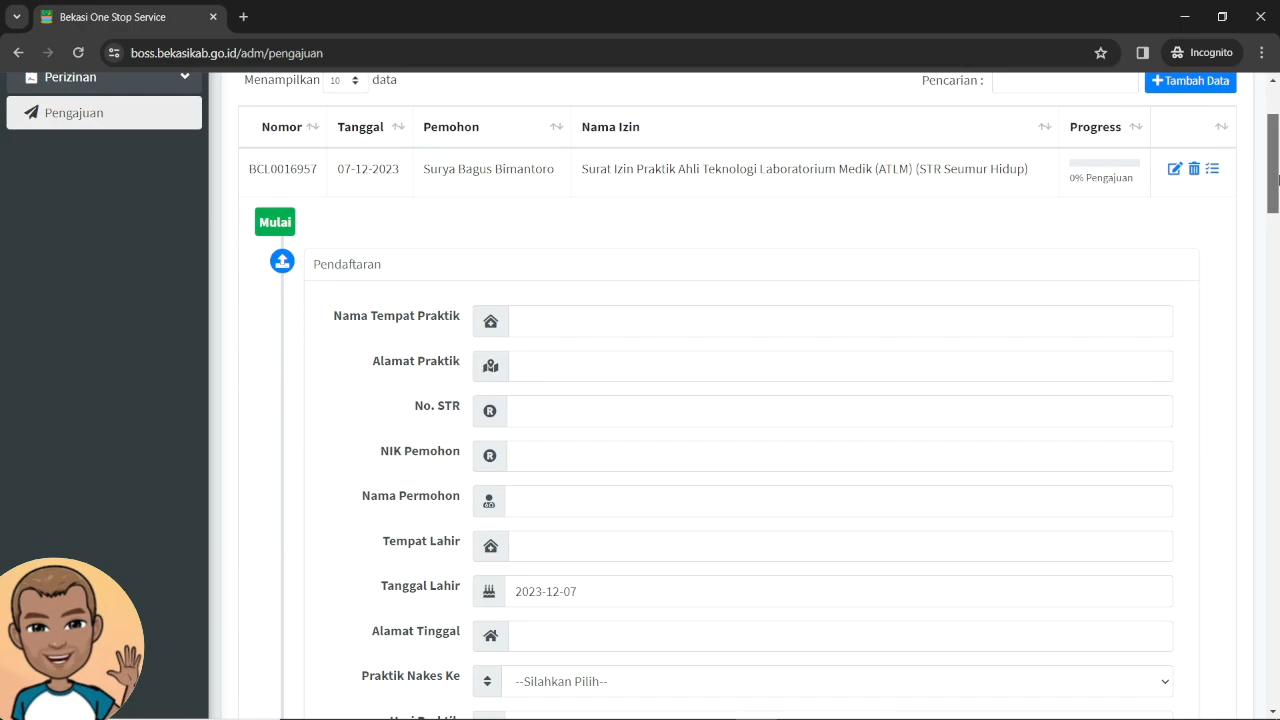 Bekasi One Stop Service
boss.bekasikab.go.id/adm/pengajuan
Incognito
Perizinan
Pengajuan
Menampilkan 10 data
Pencarian :
Tambah Data
Nomor Tanggal Pemohon Nama Izin Progress
BCL0016957 07-12-2023 Surya Bagus Bimantoro Surat Izin Praktik Ahli Teknologi Laboratorium Medik (ATLM) (STR Seumur Hidup)
0% Pengajuan
Mulai
Pendaftaran
Nama Tempat Praktik
Alamat Praktik
No. STR
NIK Pemohon
Nama Permohon
Tempat Lahir
Tanggal Lahir 2023-12-07
Alamat Tinggal
Praktik Nakes Ke --Silahkan Pilih--